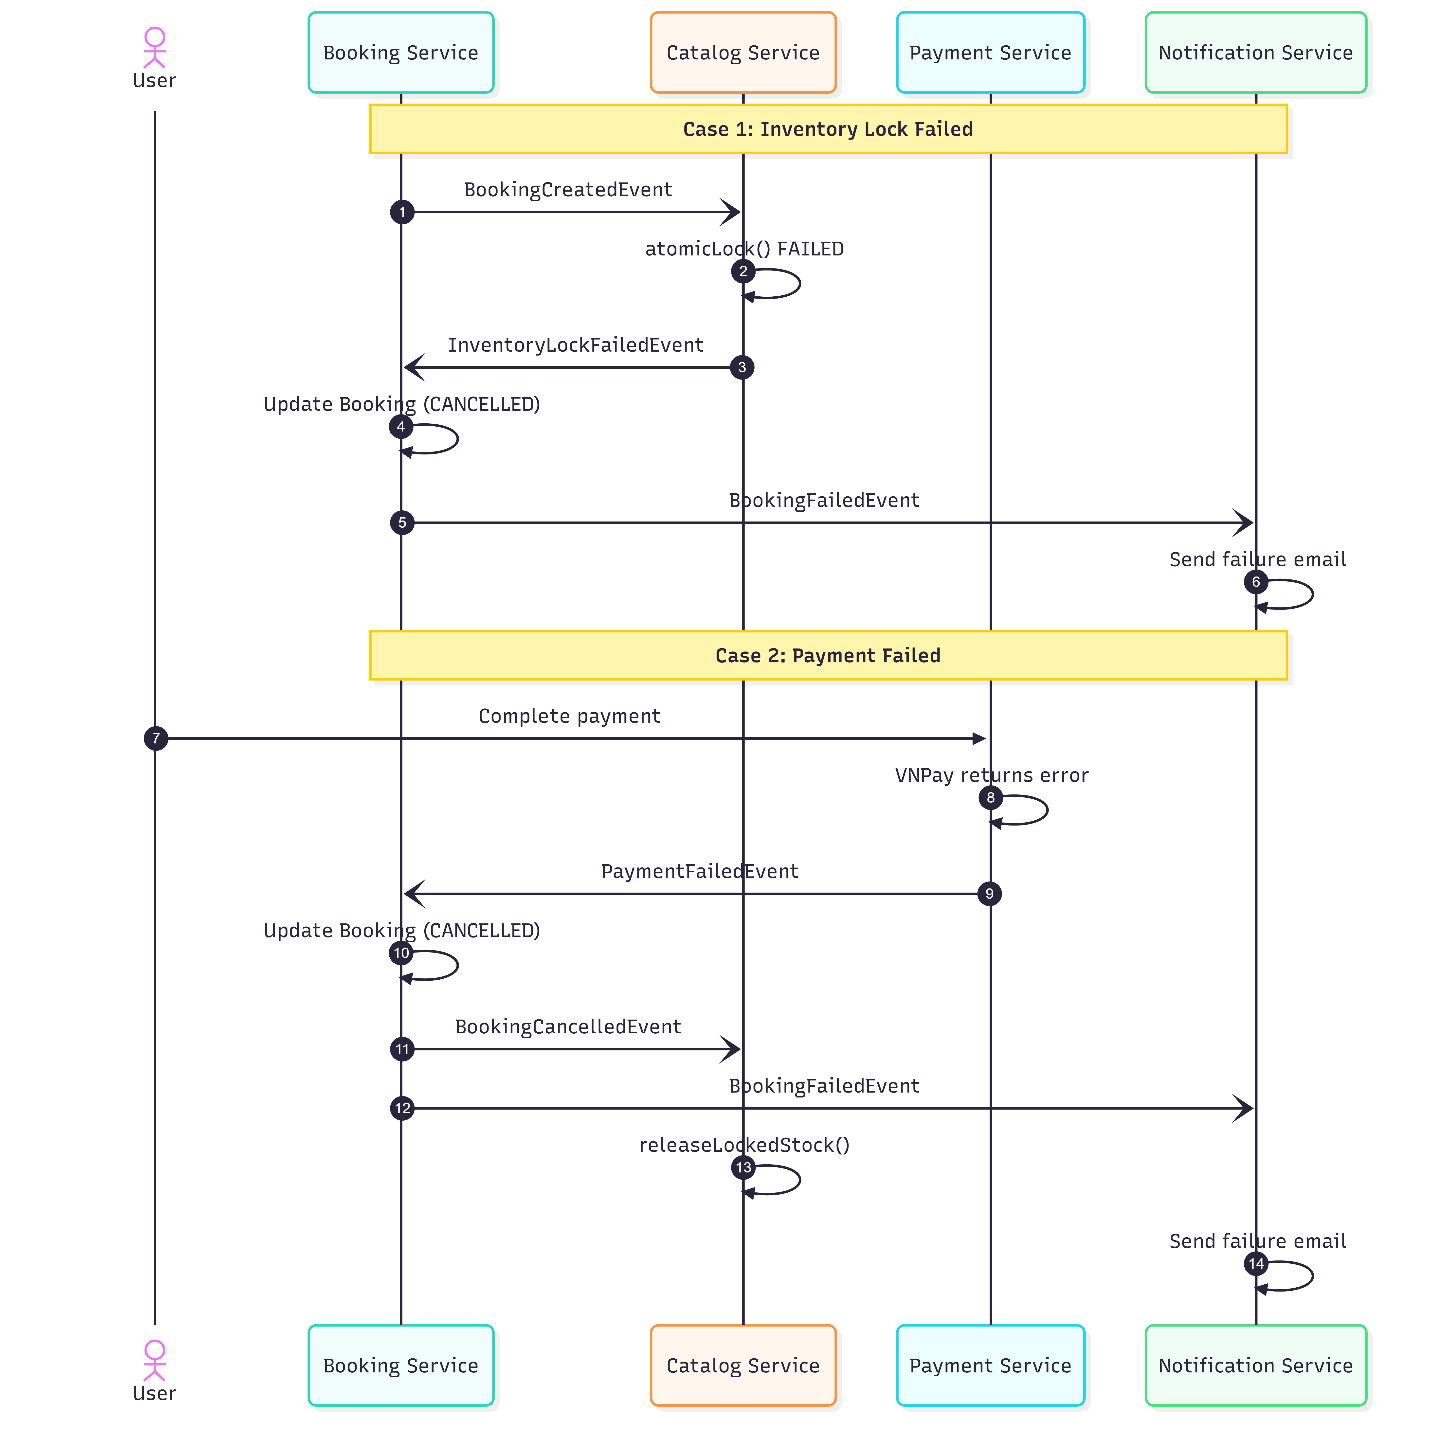 User
Booking Service
Catalog Service
Payment Service
Notification Service
Case 1: Inventory Lock Failed
BookingCreatedEvent
1
atomicLock() FAILED
2
InventoryLockFailedEvent
3
Update Booking (CANCELLED)
4
BookingFailedEvent
5
Send failure email
6
Case 2: Payment Failed
Complete payment
7
VNPay returns error
8
PaymentFailedEvent
9
Update Booking (CANCELLED)
10
BookingCancelledEvent
11
BookingFailedEvent
12
releaseLockedStock()
13
Send failure email
14
User
Booking Service
Catalog Service
Payment Service
Notification Service